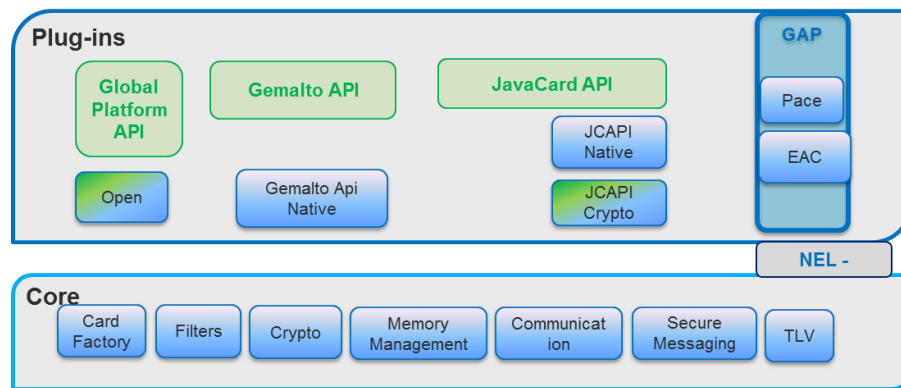 Plug-ins
GAP
Global
Platform
API
Gemalto API
JavaCard API
Pace
JCAPI
Native
EAC
Open
Gemalto Api
Native
JCAPI
Crypto
NEL -
Core
Card
Factory
Filters
Crypto
Memory
Management
Communicat
ion
Secure
Messaging
TLV